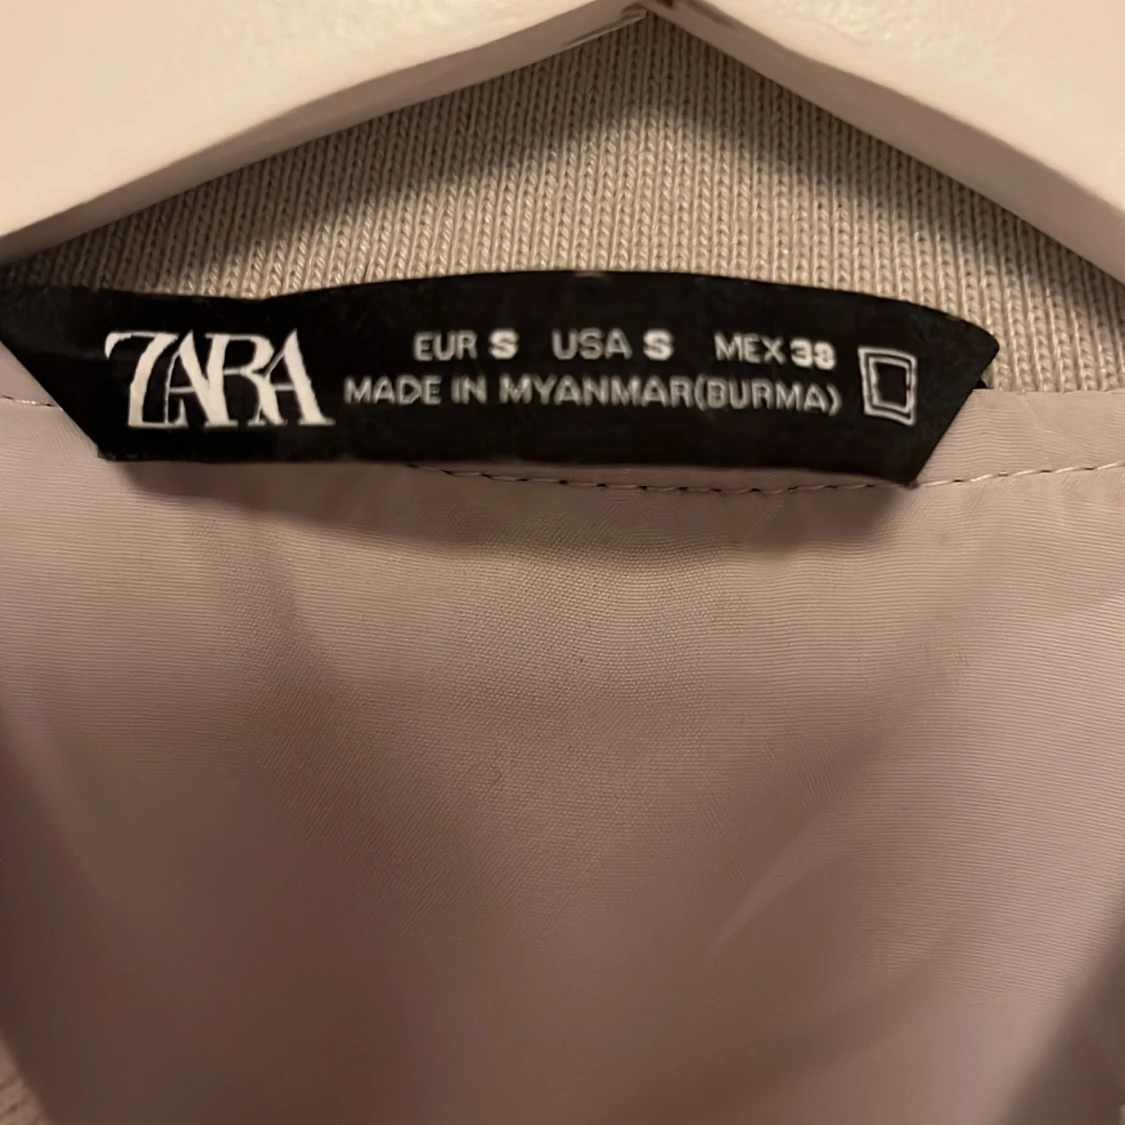 ZARA
EUR S USA S MEX 38
MADE IN MYANMAR(BURMA)